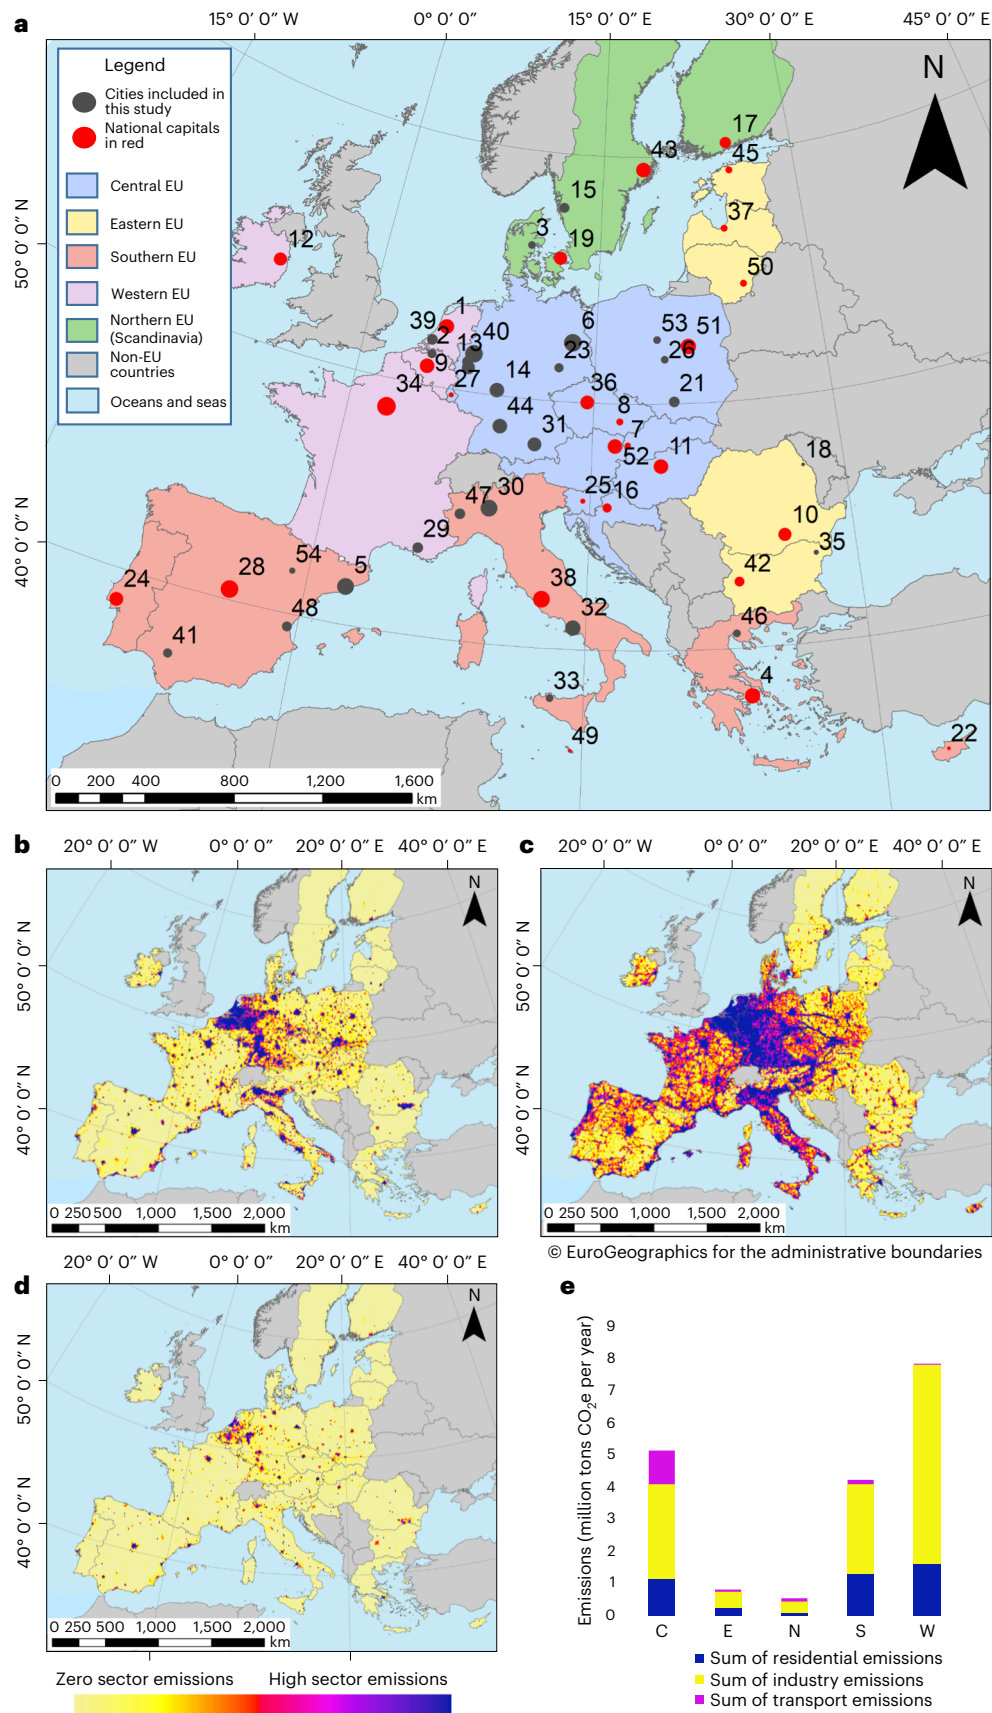 a
15° 0′ 0″ W
0° 0′ 0″
15° 0′ 0″ E
30° 0′ 0″ E
45° 0′ 0″ E
50° 0′ 0″ N
40° 0′ 0″ N
Legend
Cities included in
this study
National capitals
in red
Central EU
Eastern EU
Southern EU
Western EU
Northern EU
(Scandinavia)
Non-EU
countries
Oceans and seas
N
17
43
45
15
37
3
19
12
50
1
39
2
13
40
6
53
51
9
23
26
34
27
14
36
21
44
8
31
7
11
52
18
47
30
25
16
10
29
35
54
5
42
28
24
38
48
32
46
41
33
4
49
22
0
200
400
800
1,200
1,600
km
b
20° 0′ 0″ W
0° 0′ 0″
20° 0′ 0″ E
40° 0′ 0″ E
50° 0′ 0″ N
40° 0′ 0″ N
N
0 250 500 1,000 1,500 2,000
km
c
20° 0′ 0″ W
0° 0′ 0″
20° 0′ 0″ E
40° 0′ 0″ E
50° 0′ 0″ N
40° 0′ 0″ N
N
0 250 500 1,000 1,500 2,000
km
© EuroGeographics for the administrative boundaries
d
20° 0′ 0″ W
0° 0′ 0″
20° 0′ 0″ E
40° 0′ 0″ E
50° 0′ 0″ N
40° 0′ 0″ N
N
0 250 500 1,000 1,500 2,000
km
Zero sector emissions
High sector emissions
e
Emissions (million tons CO₂e per year)
9
8
7
6
5
4
3
2
1
0
C
E
N
S
W
Sum of residential emissions
Sum of industry emissions
Sum of transport emissions